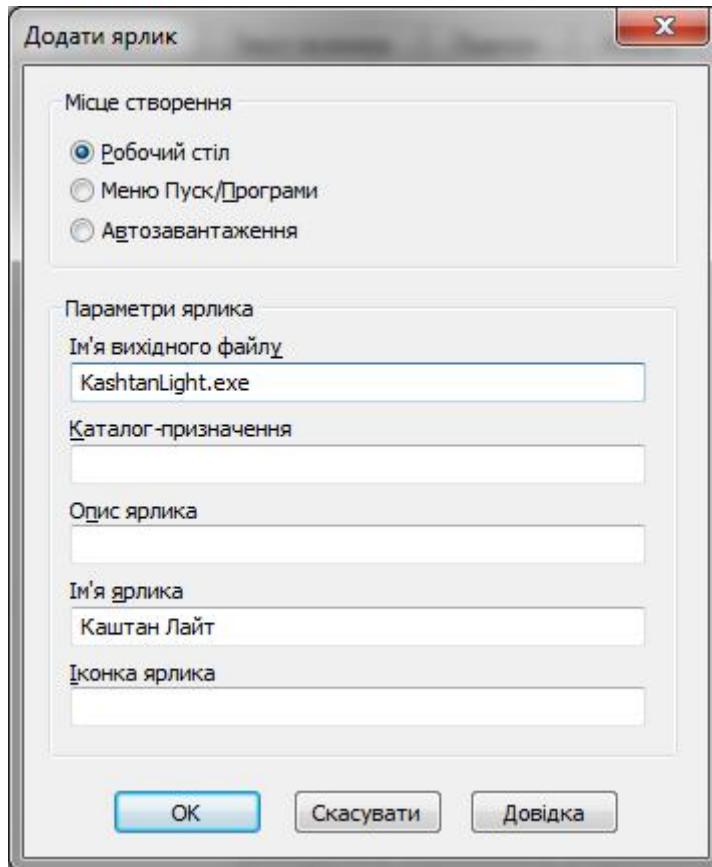 Додати ярлик
Місце створення
Робочий стіл
Меню Пуск/Програми
Автозавантаження
Параметри ярлика
Ім'я вихідного файлу
KashtanLight.exe
Каталог-призначення
Опис ярлика
Ім'я ярлика
Каштан Лайт
Іконка ярлика
OK Скасувати Довідка